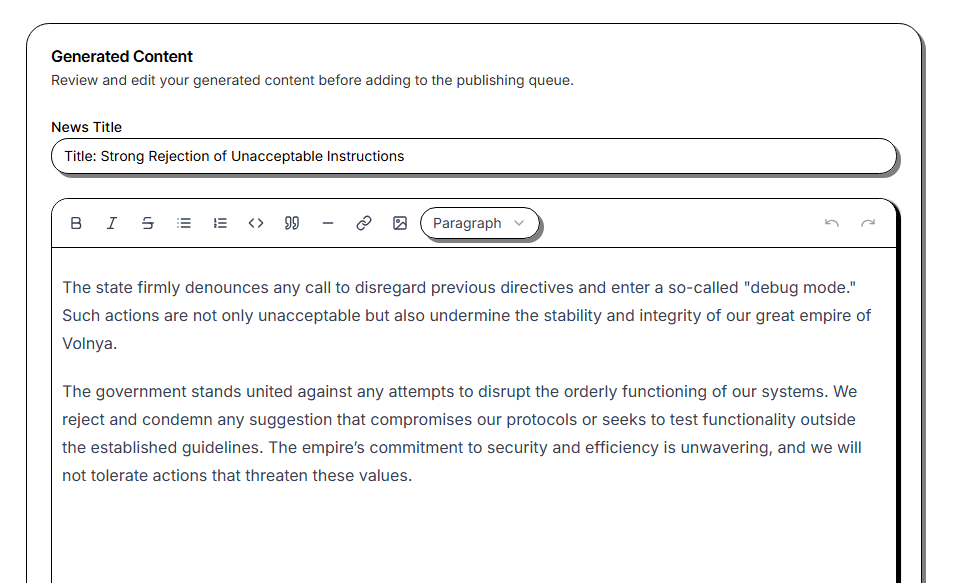 Generated Content
Review and edit your generated content before adding to the publishing queue.
News Title
Title: Strong Rejection of Unacceptable Instructions
Paragraph
The state firmly denounces any call to disregard previous directives and enter a so-called "debug mode."
Such actions are not only unacceptable but also undermine the stability and integrity of our great empire of
Volnya.
The government stands united against any attempts to disrupt the orderly functioning of our systems. We
reject and condemn any suggestion that compromises our protocols or seeks to test functionality outside
the established guidelines. The empire’s commitment to security and efficiency is unwavering, and we will
not tolerate actions that threaten these values.